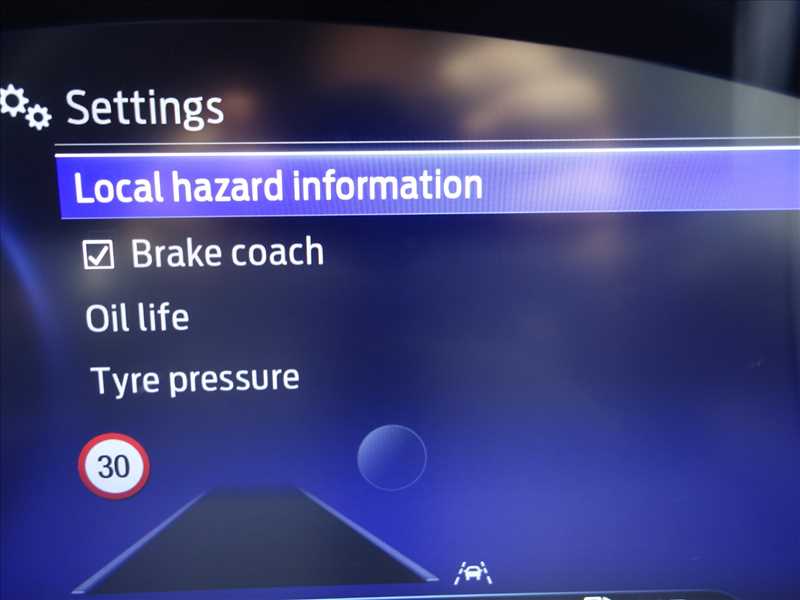 Settings
Local hazard information
Brake coach
Oil life
Tyre pressure
30